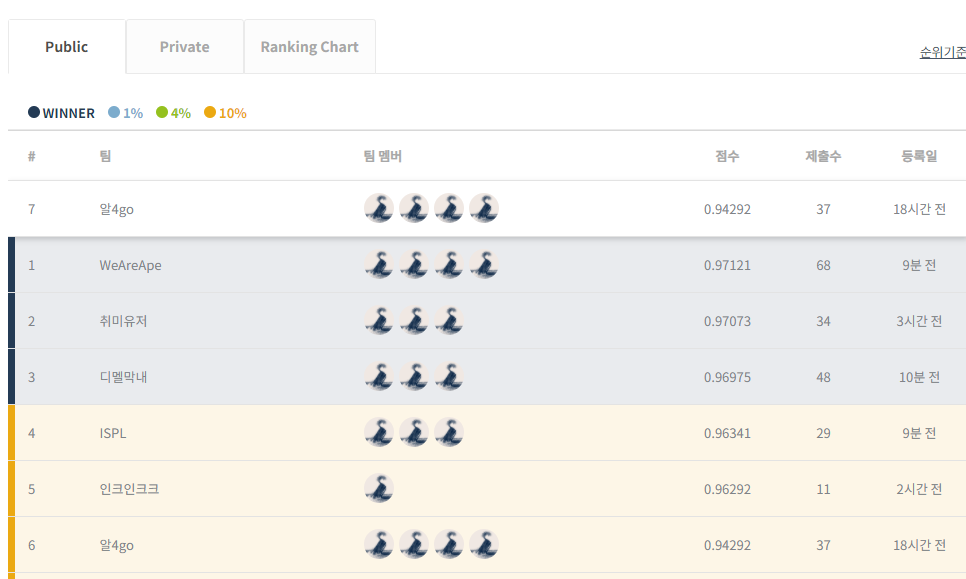 Public Private Ranking Chart
순위기준
WINNER 1% 4% 10%
# 팀 팀 멤버 점수 제출수 등록일
7 알4go 0.94292 37 18시간 전
1 WeAreApe 0.97121 68 9분 전
2 취미유저 0.97073 34 3시간 전
3 디멜막내 0.96975 48 10분 전
4 ISPL 0.96341 29 9분 전
5 인크인크크 0.96292 11 2시간 전
6 알4go 0.94292 37 18시간 전